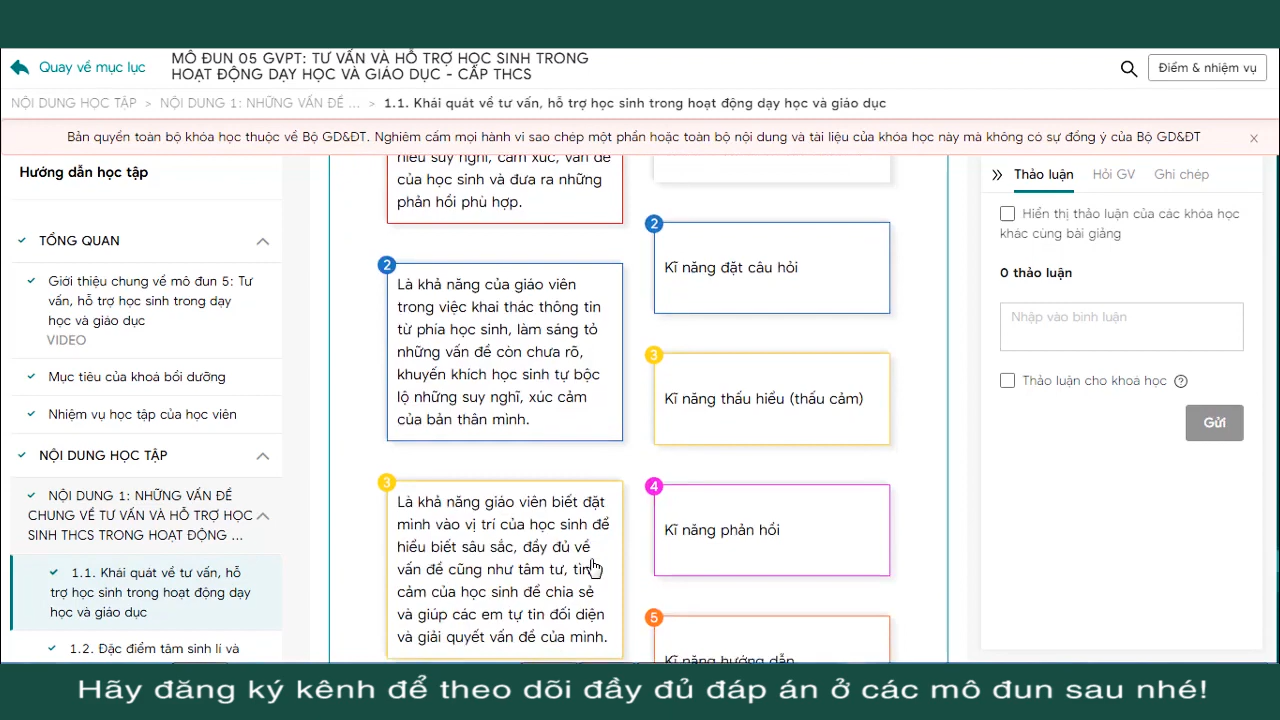 Quay về mục lục
MÔ ĐUN 05 GVPT: TƯ VẤN VÀ HỖ TRỢ HỌC SINH TRONG
HOẠT ĐỘNG DẠY HỌC VÀ GIÁO DỤC - CẤP THCS
Điểm & nhiệm vụ
NỘI DUNG HỌC TẬP > NỘI DUNG 1: NHỮNG VẤN ĐỀ ... > 1.1. Khái quát về tư vấn, hỗ trợ học sinh trong hoạt động dạy học và giáo dục
Bản quyền toàn bộ khóa học thuộc về Bộ GD&ĐT. Nghiêm cấm mọi hành vi sao chép một phần hoặc toàn bộ nội dung và tài liệu của khóa học này mà không có sự đồng ý của Bộ GD&ĐT
Hướng dẫn học tập
TỔNG QUAN
Giới thiệu chung về mô đun 5: Tư
vấn, hỗ trợ học sinh trong dạy
học và giáo dục
VIDEO
Mục tiêu của khoá bồi dưỡng
Nhiệm vụ học tập của học viên
NỘI DUNG HỌC TẬP
NỘI DUNG 1: NHỮNG VẤN ĐỀ
CHUNG VỀ TƯ VẤN VÀ HỖ TRỢ HỌC
SINH THCS TRONG HOẠT ĐỘNG ...
1.1. Khái quát về tư vấn, hỗ
trợ học sinh trong hoạt động dạy
học và giáo dục
1.2. Đặc điểm tâm sinh lí và
hiểu suy nghĩ, cảm xúc, vấn đề
của học sinh và đưa ra những
phản hồi phù hợp.
2
Là khả năng của giáo viên
trong việc khai thác thông tin
từ phía học sinh, làm sáng tỏ
những vấn đề còn chưa rõ,
khuyến khích học sinh tự bộc
lộ những suy nghĩ, xúc cảm
của bản thân mình.
3
Là khả năng giáo viên biết đặt
mình vào vị trí của học sinh để
hiểu biết sâu sắc, đầy đủ về
vấn đề cũng như tâm tư, tình
cảm của học sinh để chia sẻ
và giúp các em tự tin đối diện
và giải quyết vấn đề của mình.
2
Kĩ năng đặt câu hỏi
3
Kĩ năng thấu hiểu (thấu cảm)
4
Kĩ năng phản hồi
5
Kĩ năng hướng dẫn
Thảo luận Hỏi GV Ghi chép
Hiển thị thảo luận của các khóa học
khác cùng bài giảng
0 thảo luận
Nhập vào bình luận
Thảo luận cho khoá học
Gửi
Hãy đăng ký kênh để theo dõi đầy đủ đáp án ở các mô đun sau nhé!